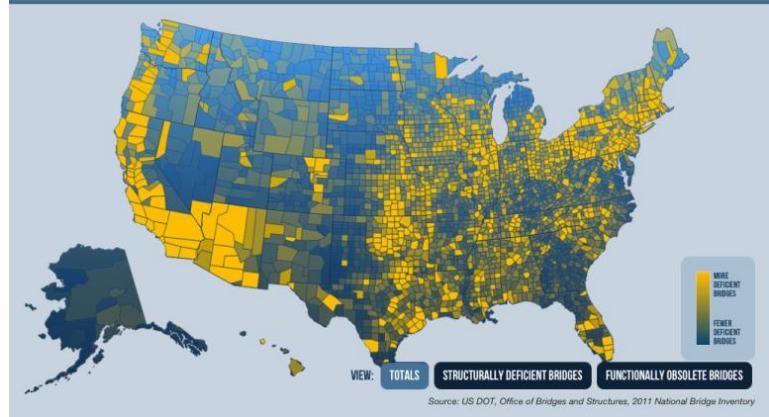 MORE
DEFICIENT
BRIDGES
FEWER
DEFICIENT
BRIDGES
VIEW: TOTALS STRUCTURALLY DEFICIENT BRIDGES FUNCTIONALLY OBSOLETE BRIDGES
Source: US DOT, Office of Bridges and Structures, 2011 National Bridge Inventory